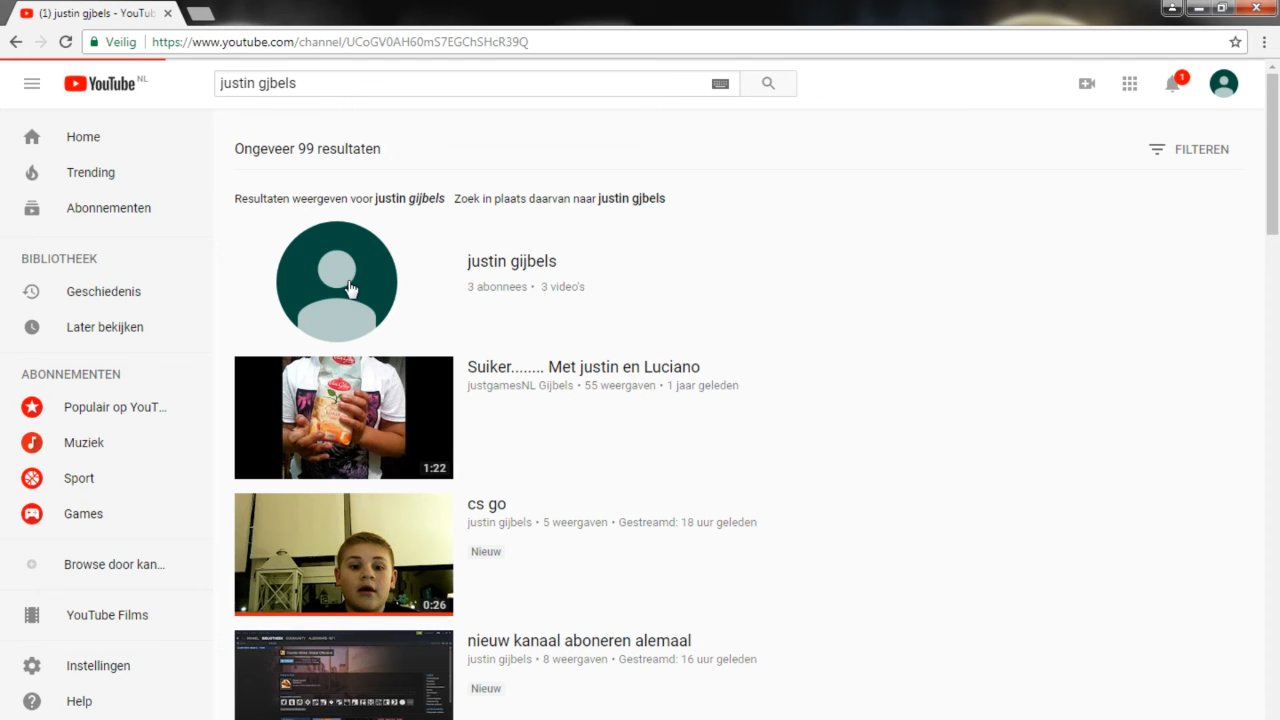 (1) justin gjbels - YouTub
Veilig
https://www.youtube.com/channel/UCoGV0AH60mS7EGChSHcR39Q
YouTube NL
justin gjbels
1
Home
Trending
Abonnementen
BIBLIOTHEEK
Geschiedenis
Later bekijken
ABONNEMENTEN
Populair op YouT...
Muziek
Sport
Games
Browse door kan...
YouTube Films
Instellingen
Help
Ongeveer 99 resultaten
FILTEREN
Resultaten weergeven voor justin gijbels Zoek in plaats daarvan naar justin gjbels
justin gijbels
3 abonnees • 3 video's
Suiker........ Met justin en Luciano
justgamesNL Gijbels • 55 weergaven • 1 jaar geleden
1:22
cs go
justin gijbels • 5 weergaven • Gestreamd: 18 uur geleden
Nieuw
0:26
nieuw kanaal aboneren alemaal
justin gijbels • 8 weergaven • Gestreamd: 16 uur geleden
Nieuw